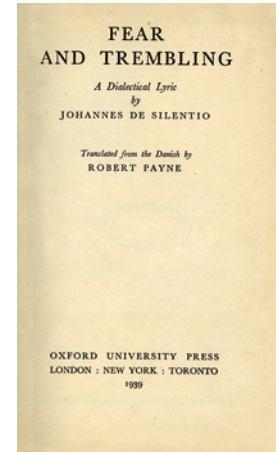 FEAR
AND TREMBLING
A Dialectical Lyric
by
JOHANNES DE SILENTIO
Translated from the Danish by
ROBERT PAYNE
OXFORD UNIVERSITY PRESS
LONDON : NEW YORK : TORONTO
1939